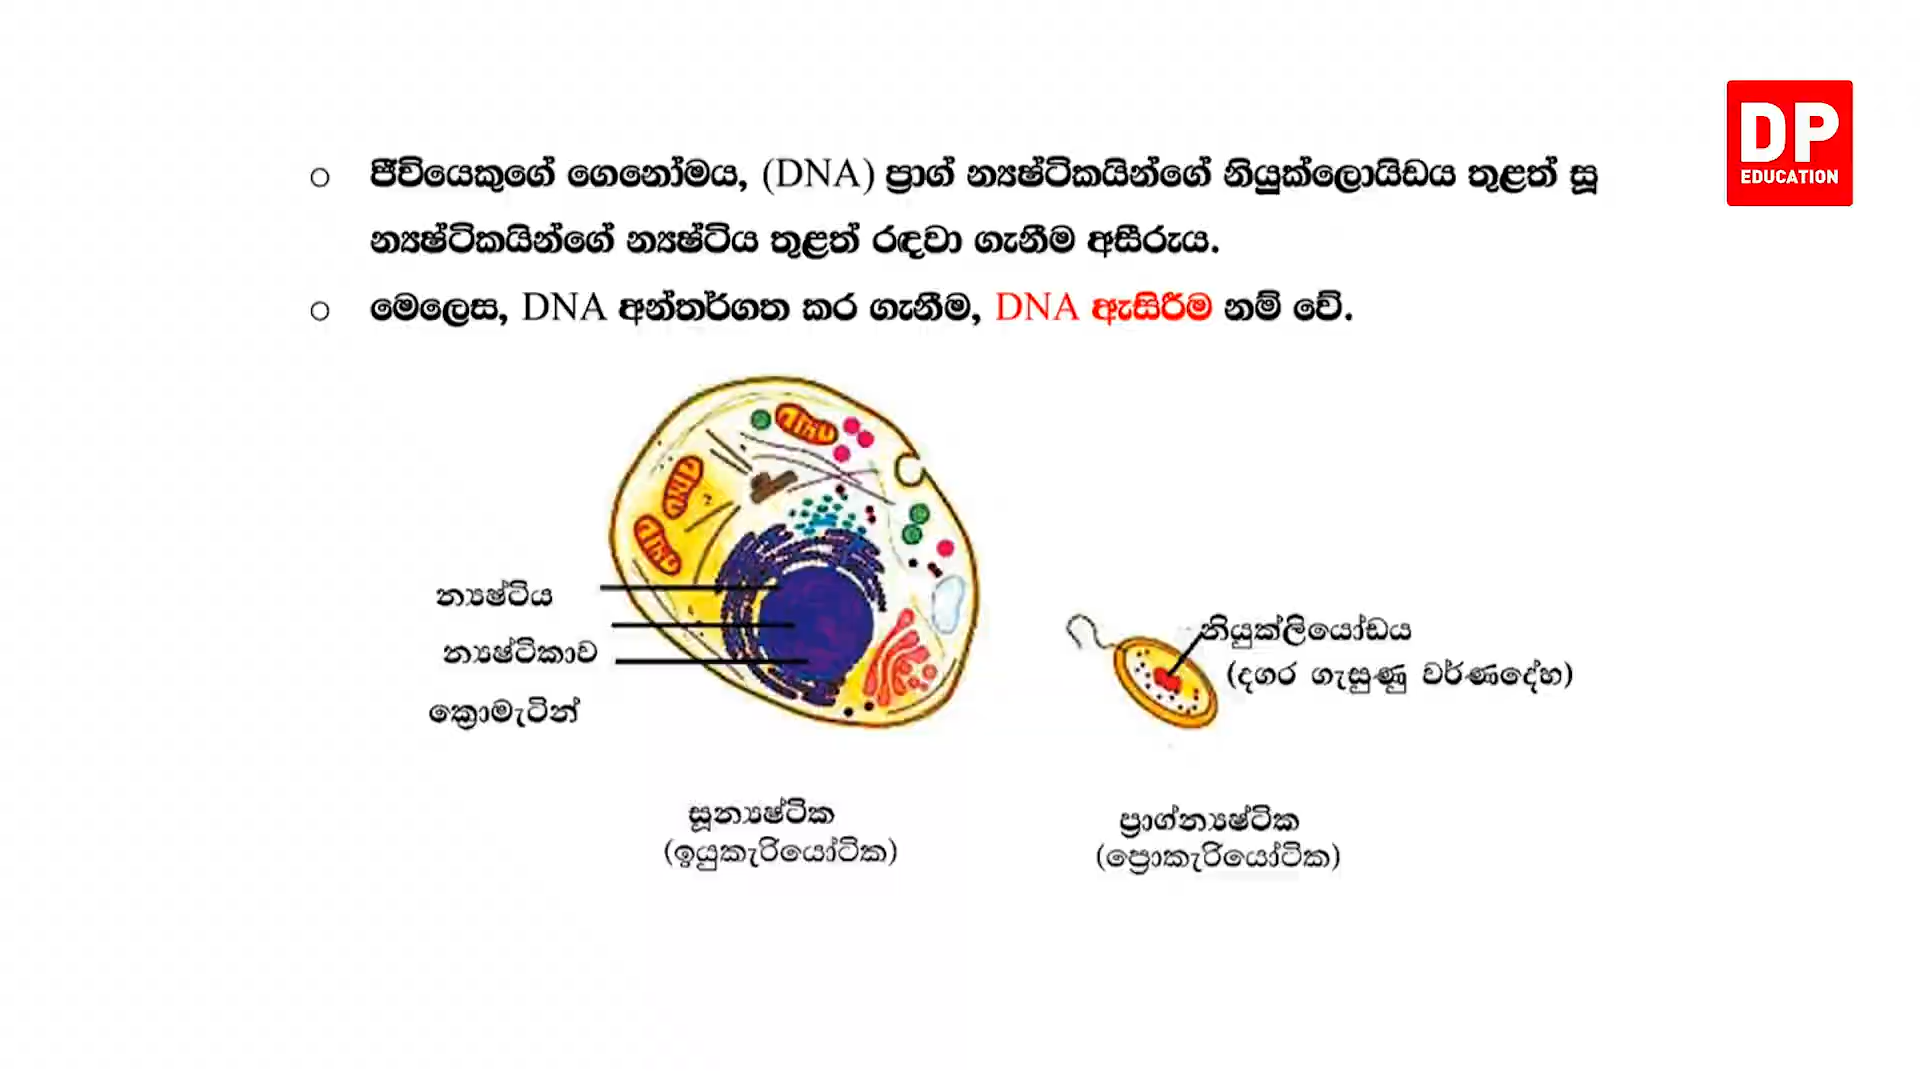 DP
EDUCATION
o ජීවියෙකුගේ ගෙනෝමය, (DNA) ප්‍රාග් න්‍යෂ්ටිකයින්ගේ නියුක්ලොයිඩය තුළත් සූ
න්‍යෂ්ටිකයින්ගේ න්‍යෂ්ටිය තුළත් රඳවා ගැනීම අසීරුය.
o මෙලෙස, DNA අන්තර්ගත කර ගැනීම, DNA ඇසිරීම නම් වේ.
න්‍යෂ්ටිය
න්‍යෂ්ටිකාව
ක්‍රොමැටින්
නියුක්ලියෝඩය
(දගර ගැසුණු වර්ණදේහ)
සූන්‍යෂ්ටික
(ඉයුකැරියෝටික)
ප්‍රාග්න්‍යෂ්ටික
(ප්‍රොකැරියෝටික)